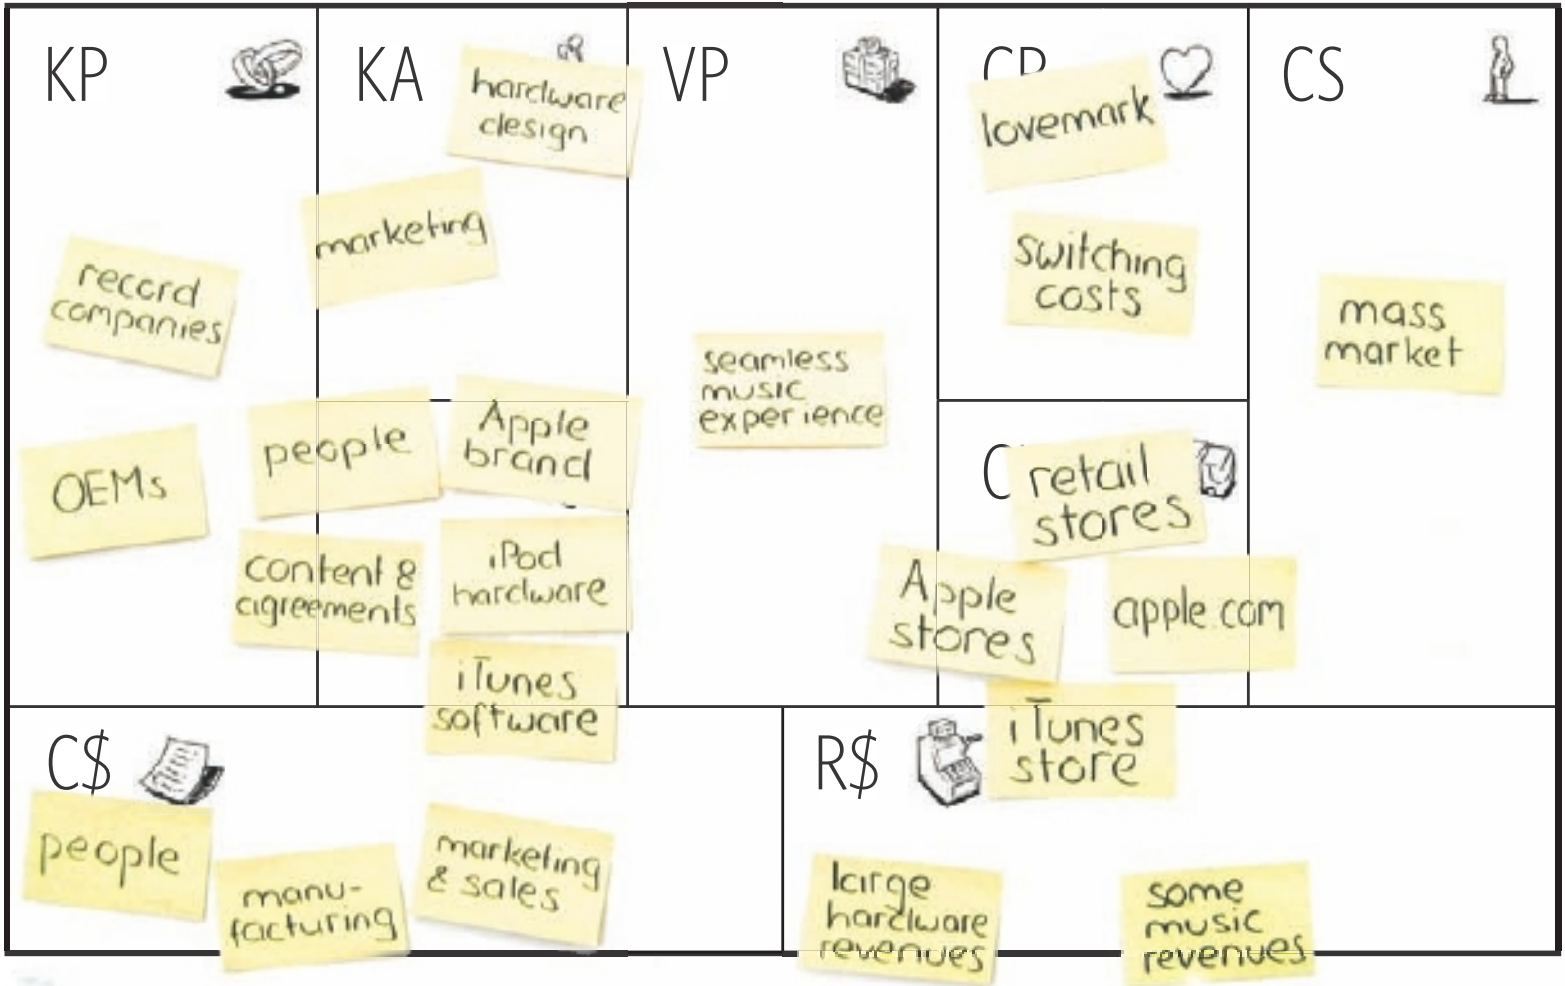 KP
record
companies
OEMs
KA
hardware
design
marketing
people
Apple
brand
content &
agreements
iPod
hardware
iTunes
software
VP
seamless
music
experience
CR
lovemark
switching
costs
C
retail
stores
Apple
stores
apple.com
iTunes
store
CS
mass
market
C$
people
manu-
facturing
marketing
& sales
R$
large
hardware
revenues
some
music
revenues